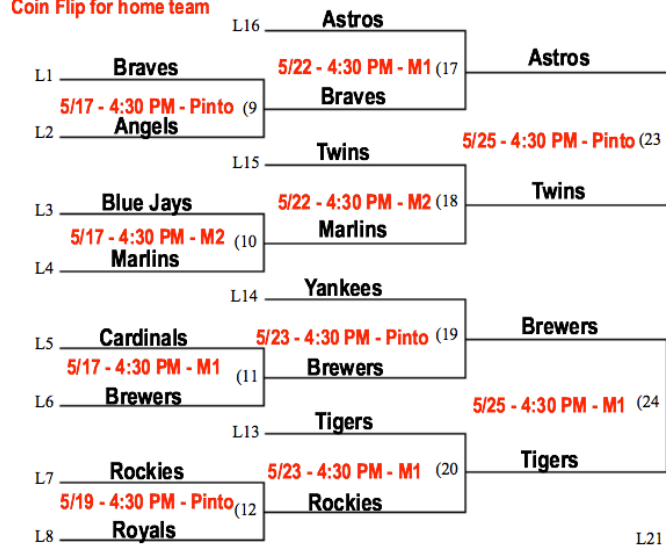 Coin Flip for home team
L16 Astros
5/22 - 4:30 PM - M1 (17
Astros
L1 Braves
5/17 - 4:30 PM - Pinto (9
Braves
L2 Angels
5/25 - 4:30 PM - Pinto (23
L15 Twins
L3 Blue Jays
5/22 - 4:30 PM - M2 (18
Twins
5/17 - 4:30 PM - M2 (10
Marlins
L4 Marlins
L14 Yankees
L5 Cardinals
5/23 - 4:30 PM - Pinto (19
Brewers
5/17 - 4:30 PM - M1 (11
Brewers
L6 Brewers
5/25 - 4:30 PM - M1 (24
L13 Tigers
L7 Rockies
5/23 - 4:30 PM - M1 (20
Tigers
5/19 - 4:30 PM - Pinto (12
Rockies
L8 Royals
L21